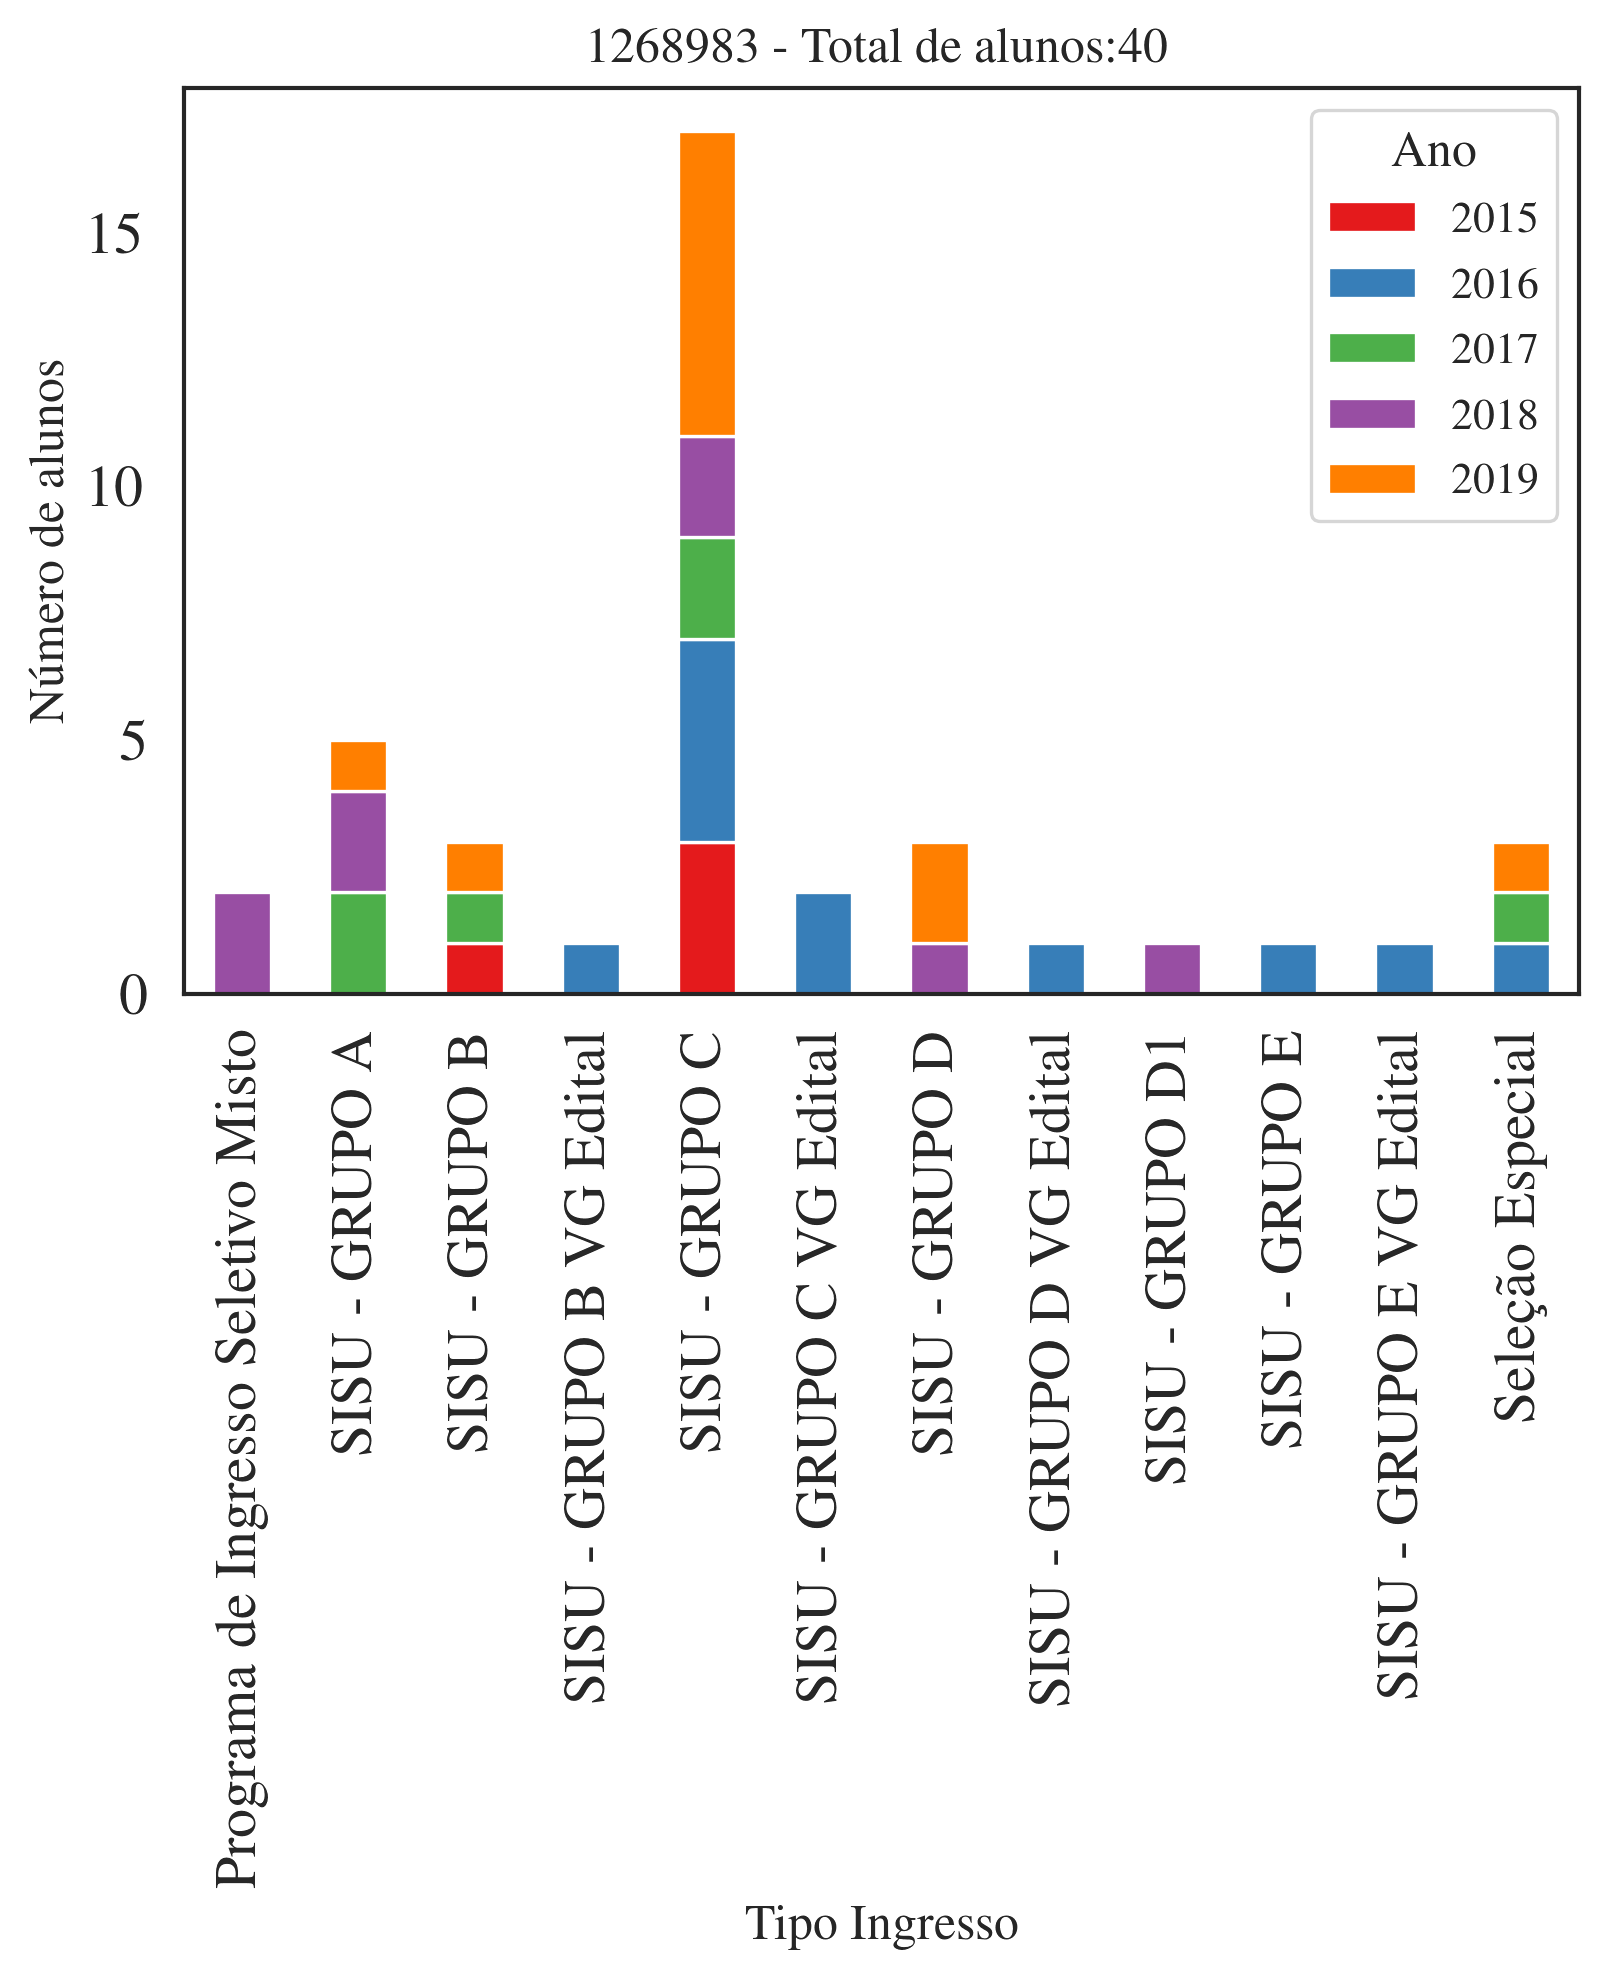 1268983 - Total de alunos:40
Ano
2015
2016
2017
2018
2019
Número de alunos
15
10
5
0
Programa de Ingresso Seletivo Misto
SISU - GRUPO A
SISU - GRUPO B
SISU - GRUPO B VG Edital
SISU - GRUPO C
SISU - GRUPO C VG Edital
SISU - GRUPO D
SISU - GRUPO D VG Edital
SISU - GRUPO D1
SISU - GRUPO E
SISU - GRUPO E VG Edital
Seleção Especial
Tipo Ingresso